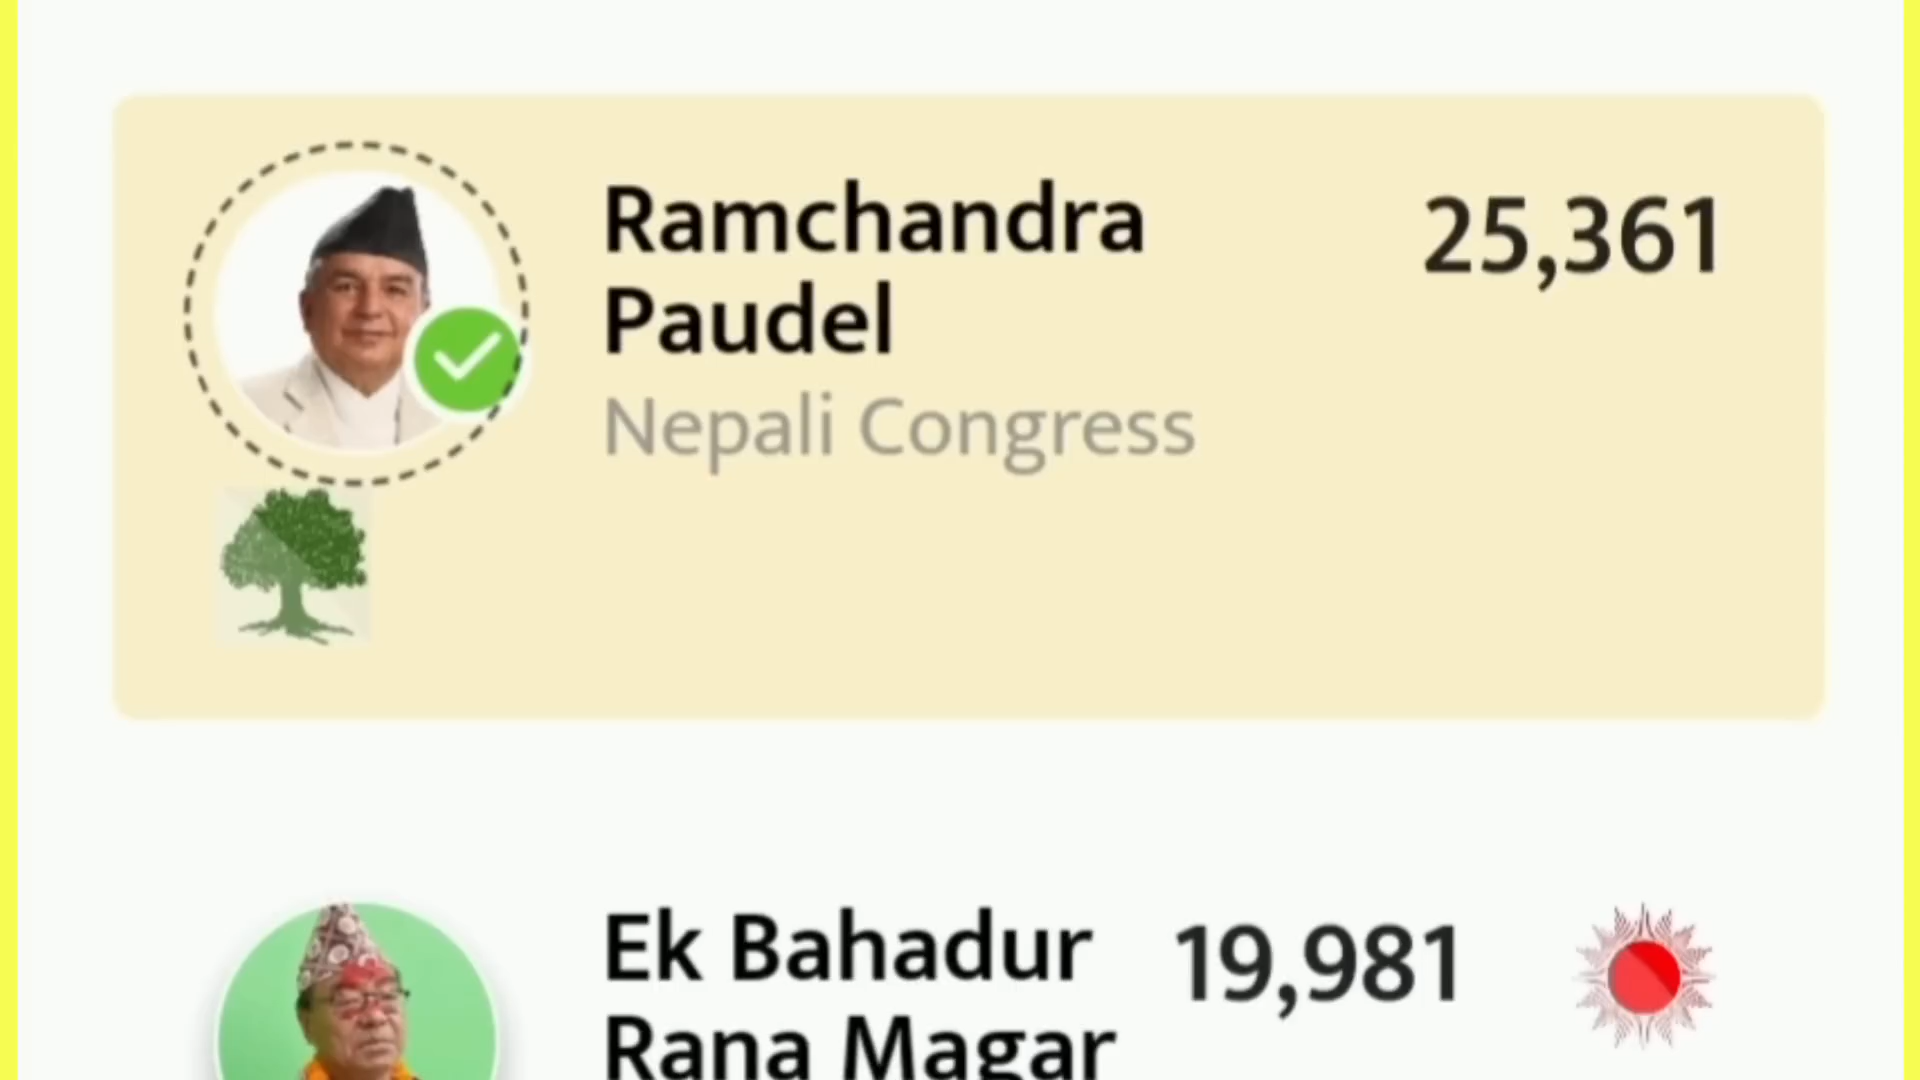 Ramchandra
Paudel
25,361
Nepali Congress
Ek Bahadur
Rana Magar
19,981